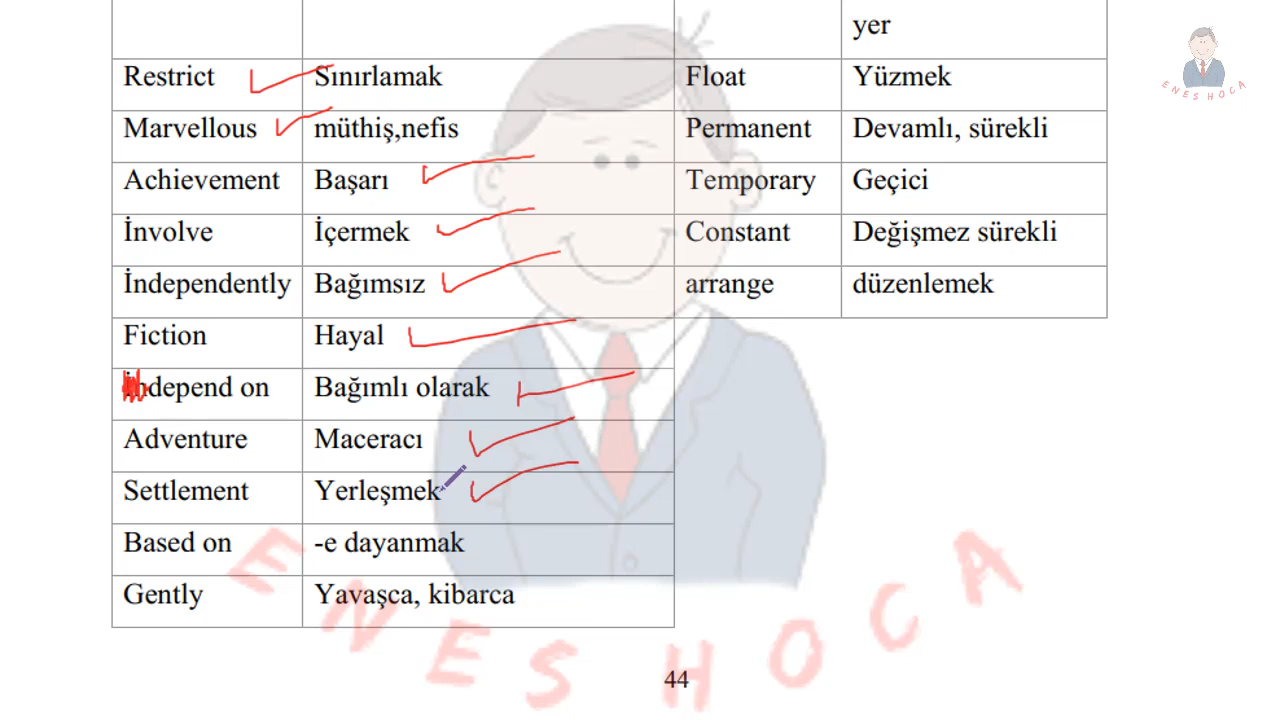 yer
Restrict Sınırlamak Float Yüzmek
Marvellous müthiş,nefis Permanent Devamlı, sürekli
Achievement Başarı Temporary Geçici
İnvolve İçermek Constant Değişmez sürekli
İndependently Bağımsız arrange düzenlemek
Fiction Hayal
İndepend on Bağımlı olarak
Adventure Maceracı
Settlement Yerleşmek
Based on -e dayanmak
Gently Yavaşca, kibarca
44
ENES HOCA
ENES HOCA